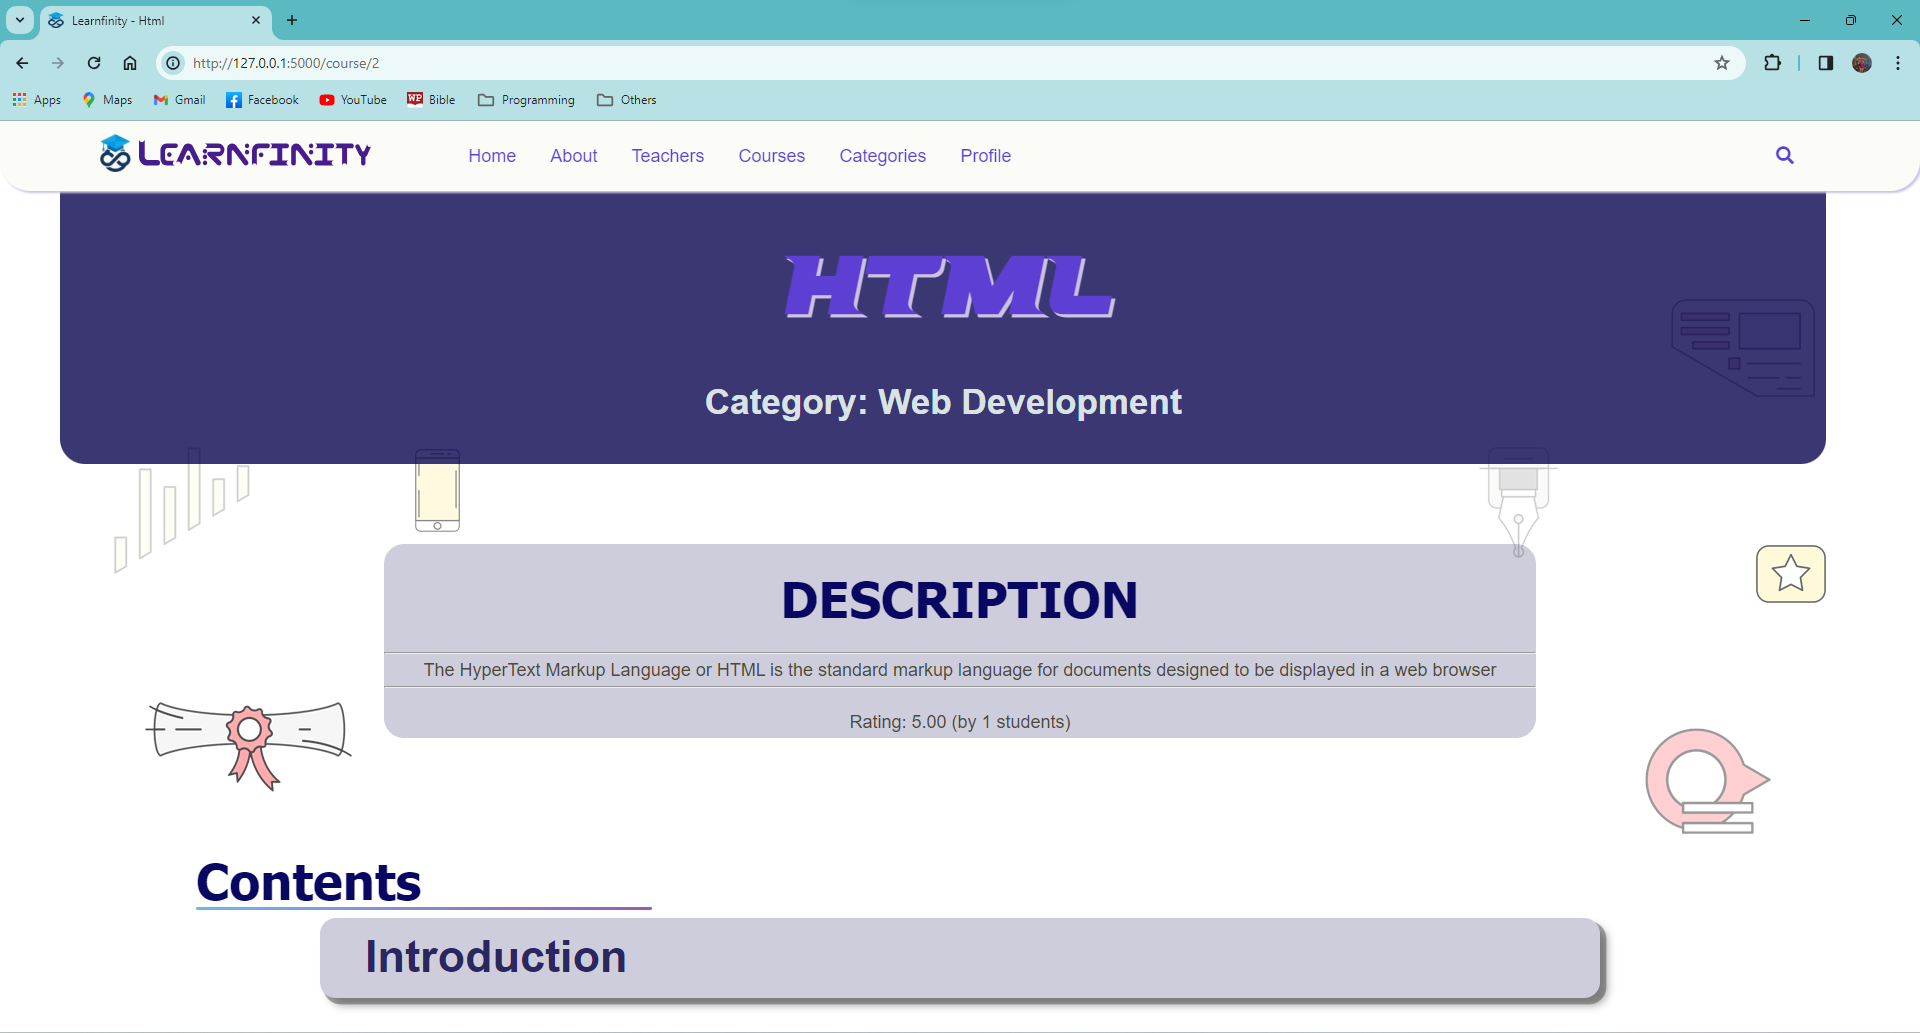 Learnfinity - Html
http://127.0.0.1:5000/course/2
Apps Maps Gmail Facebook YouTube Bible Programming Others
LEARNFINITY Home About Teachers Courses Categories Profile
HTML
Category: Web Development
DESCRIPTION
The HyperText Markup Language or HTML is the standard markup language for documents designed to be displayed in a web browser
Rating: 5.00 (by 1 students)
Contents
Introduction